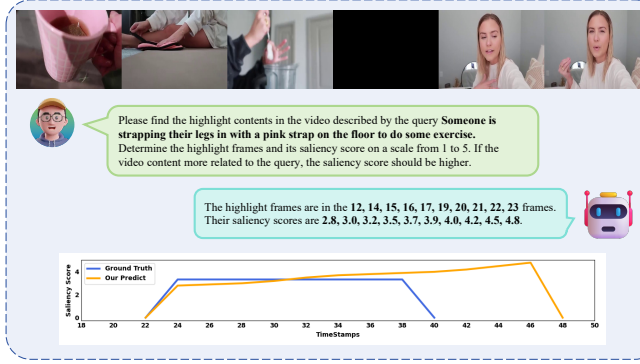 Please find the highlight contents in the video described by the query Someone is
strapping their legs in with a pink strap on the floor to do some exercise.
Determine the highlight frames and its saliency score on a scale from 1 to 5. If the
video content more related to the query, the saliency score should be higher.
The highlight frames are in the 12, 14, 15, 16, 17, 19, 20, 21, 22, 23 frames.
Their saliency scores are 2.8, 3.0, 3.2, 3.5, 3.7, 3.9, 4.0, 4.2, 4.5, 4.8.
Saliency Score
4
2
0
Ground Truth
Our Predict
18 20 22 24 26 28 30 32 34 36 38 40 42 44 46 48 50
TimeStamps